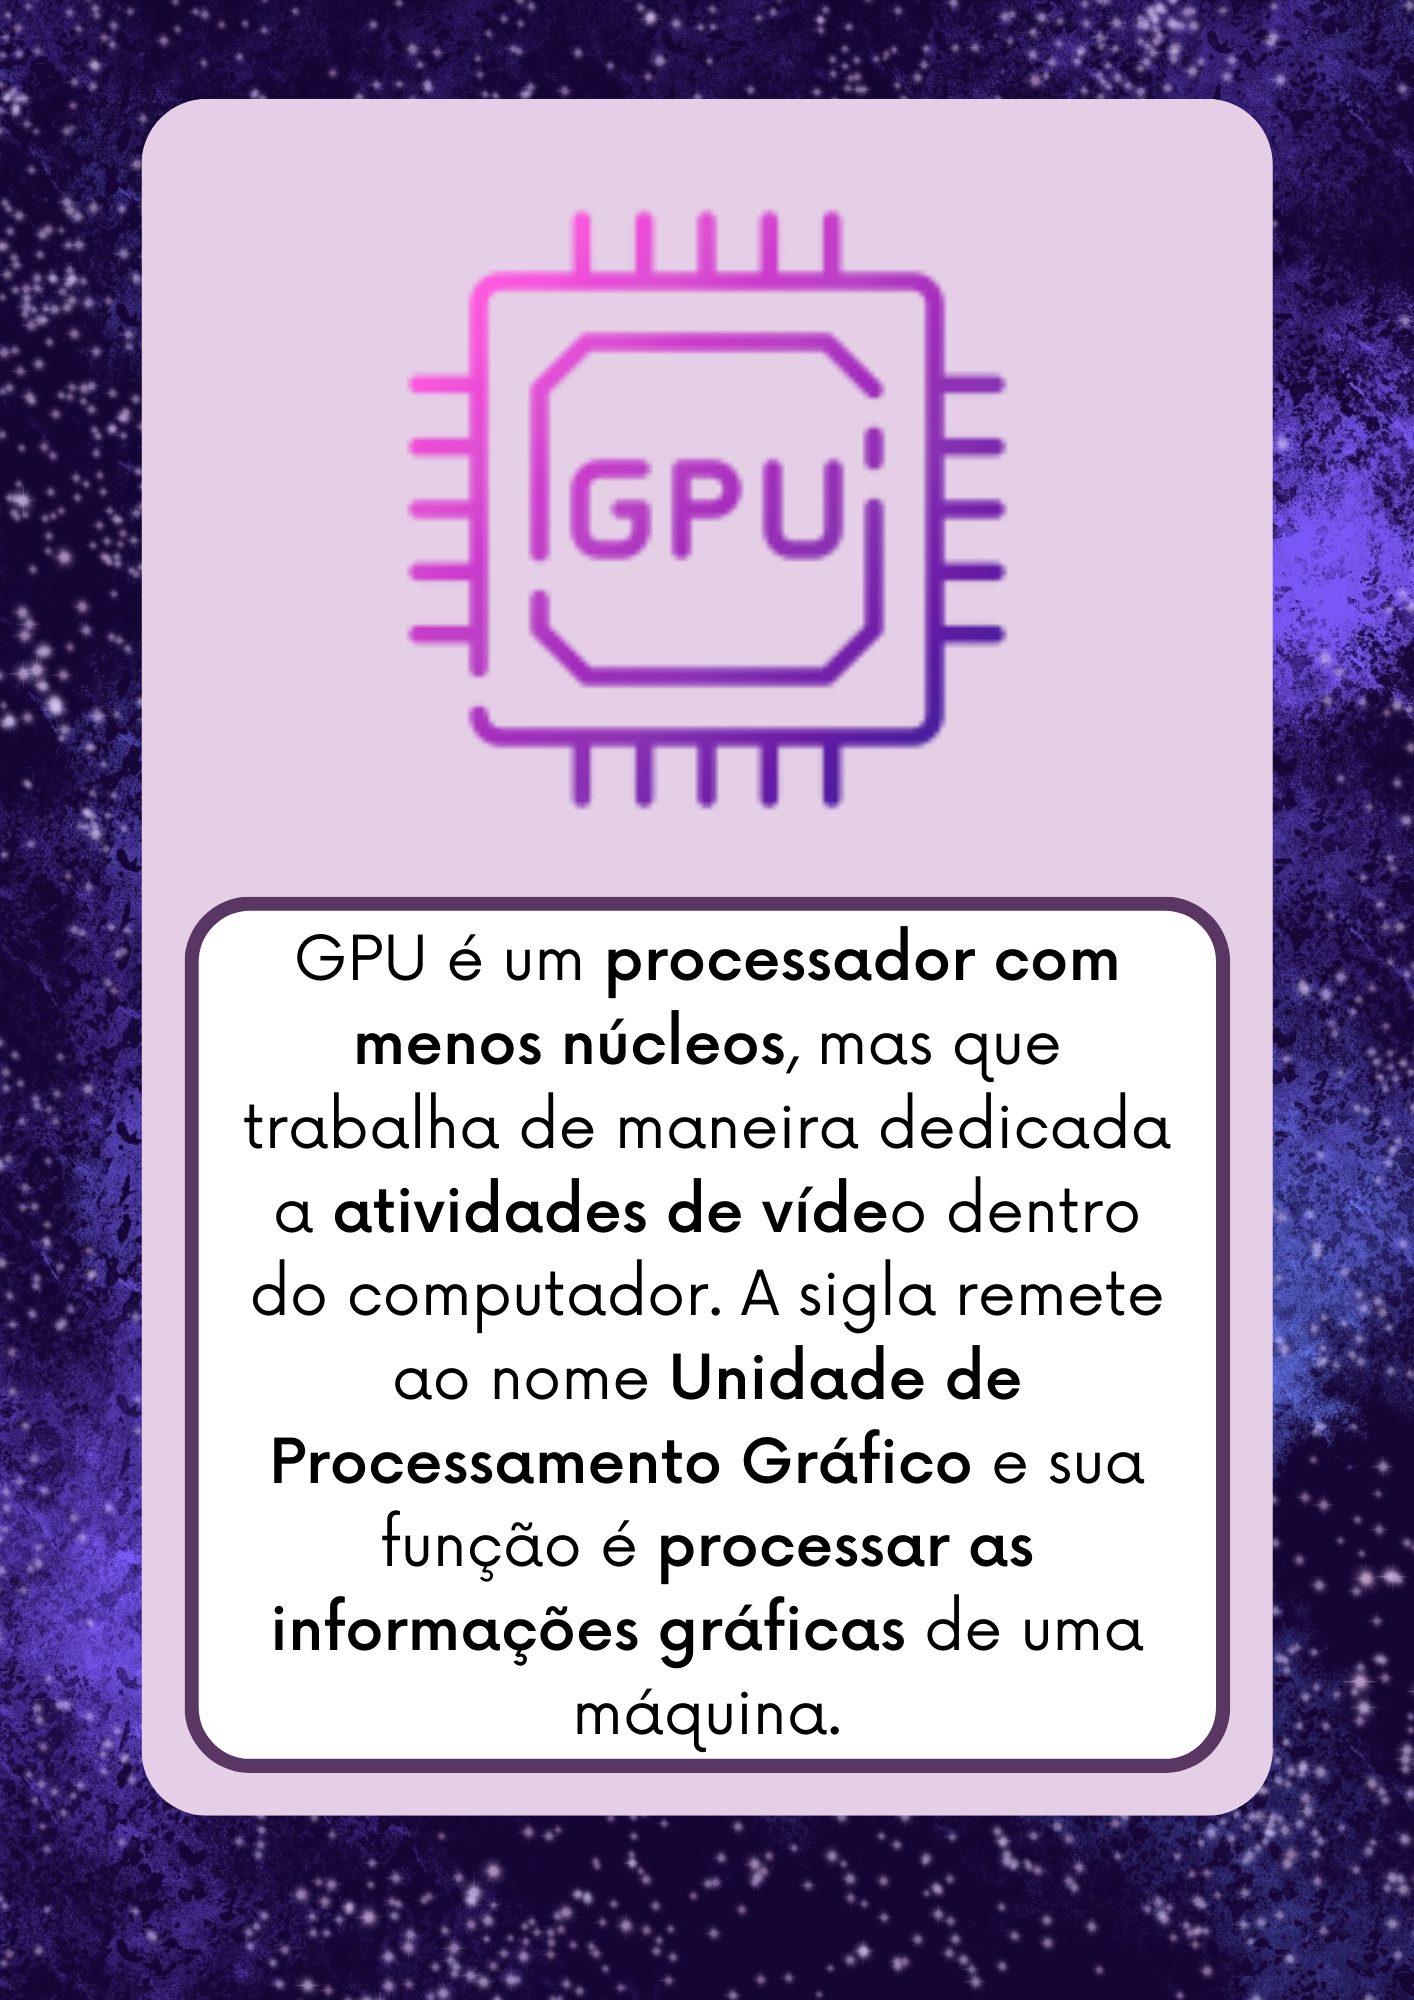 GPU
GPU é um processador com
menos núcleos, mas que
trabalha de maneira dedicada
a atividades de vídeo dentro
do computador. A sigla remete
ao nome Unidade de
Processamento Gráfico e sua
função é processar as
informações gráficas de uma
máquina.